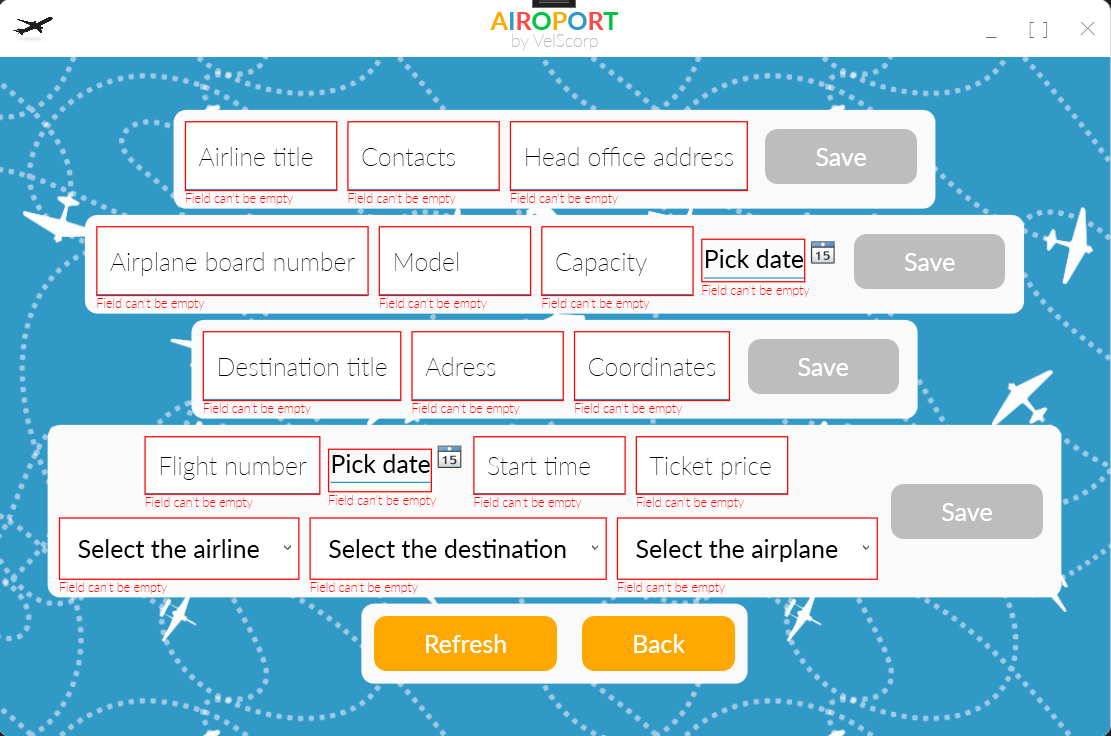 AIROPORT
by VelScorp
Airline title Contacts Head office address Save
Field can't be empty Field can't be empty Field can't be empty
Airplane board number Model Capacity Pick date 15 Save
Field can't be empty Field can't be empty Field can't be empty Field can't be empty
Destination title Adress Coordinates Save
Field can't be empty Field can't be empty Field can't be empty
Flight number Pick date 15 Start time Ticket price
Field can't be empty Field can't be empty Field can't be empty Field can't be empty
Save
Select the airline Select the destination Select the airplane
Field can't be empty Field can't be empty Field can't be empty
Refresh Back